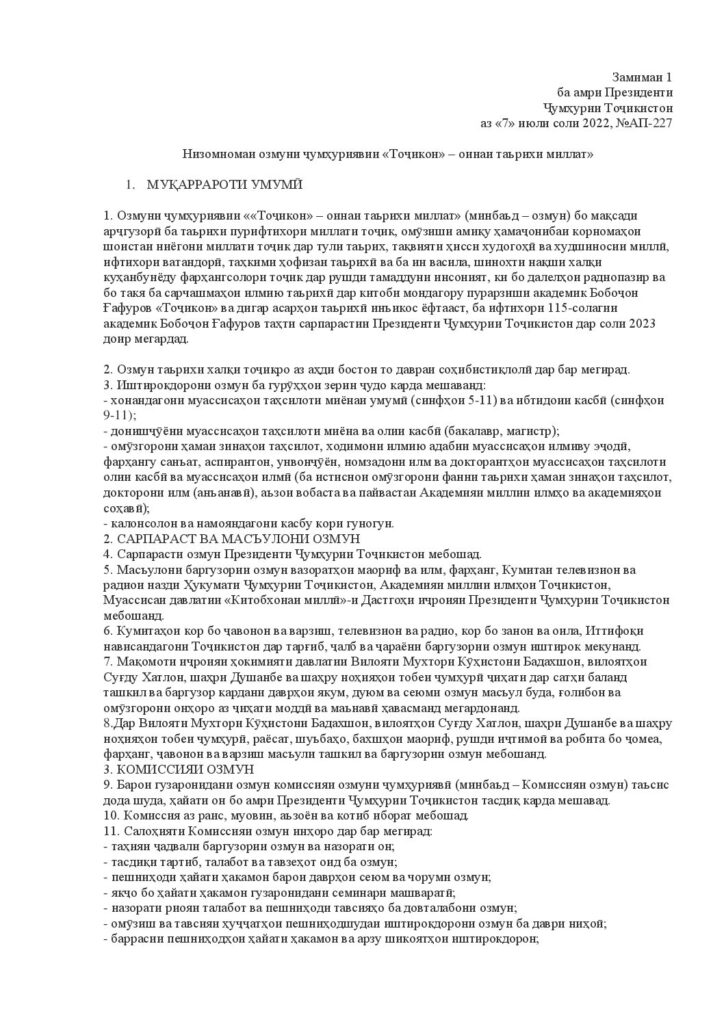 Замимаи 1
ба амри Президенти
Ҷумҳурии Тоҷикистон
аз «7» июли соли 2022, №АП-227
Низомномаи озмуни ҷумҳуриявии «Тоҷикон» – оинаи таърихи миллат»
1. МУҚАРРАРОТИ УМУМӢ
1. Озмуни ҷумҳуриявии ««Тоҷикон» – оинаи таърихи миллат» (минбаъд – озмун) бо мақсади
арҷгузорӣ ба таърихи пурифтихори миллати тоҷик, омӯзиши амиқу ҳамаҷонибаи корномаҳои
шоистаи ниёгони миллати тоҷик дар тули таърих, тақвияти ҳисси худогоҳӣ ва худшиносии миллӣ,
ифтихори ватандорӣ, таҳкими ҳофизаи таърихӣ ва ба ин васила, шинохти нақши халқи
куҳанбунёду фарҳангсолори тоҷик дар рушди тамаддуни инсоният, ки бо далелҳои раднопазир ва
бо такя ба сарчашмаҳои илмию таърихӣ дар китоби мондагору пурарзиши академик Бобоҷон
Ғафуров «Тоҷикон» ва дигар асарҳои таърихӣ инъикос ёфтааст, ба ифтихори 115-солагии
академик Бобоҷон Ғафуров таҳти сарпарастии Президенти Ҷумҳурии Тоҷикистон дар соли 2023
доир мегардад.
2. Озмун таърихи халқи тоҷикро аз аҳди бостон то давраи соҳибистиқлолӣ дар бар мегирад.
3. Иштирокдорони озмун ба гурӯҳҳои зерин ҷудо карда мешаванд:
- хонандагони муассисаҳои таҳсилоти миёнаи умумӣ (синфҳои 5-11) ва ибтидоии касбӣ (синфҳои
9-11);
- донишҷӯёни муассисаҳои таҳсилоти миёна ва олии касбӣ (бакалавр, магистр);
- омӯзгорони ҳамаи зинаҳои таҳсилот, ходимони илмию адабии муассисаҳои илмиву эҷодӣ,
фарҳангу санъат, аспирантон, унвонҷӯён, номзадони илм ва докторантҳои муассисаҳои таҳсилоти
олии касбӣ ва муассисаҳои илмӣ (ба истиснои омӯзгорони фанни таърихи ҳамаи зинаҳои таҳсилот,
докторони илм (анъанавӣ), аъзои вобаста ва пайвастаи Академияи миллии илмҳо ва академияҳои
соҳавӣ);
- калонсолон ва намояндагони касбу кори гуногун.
2. САРПАРАСТ ВА МАСЪУЛОНИ ОЗМУН
4. Сарпарасти озмун Президенти Ҷумҳурии Тоҷикистон мебошад.
5. Масъулони баргузории озмун вазоратҳои маориф ва илм, фарҳанг, Кумитаи телевизион ва
радиои назди Ҳукумати Ҷумҳурии Тоҷикистон, Академияи миллии илмҳои Тоҷикистон,
Муассисаи давлатии «Китобхонаи миллӣ»-и Дастгоҳи иҷроияи Президенти Ҷумҳурии Тоҷикистон
мебошанд.
6. Кумитаҳои кор бо ҷавонон ва варзиш, телевизион ва радио, кор бо занон ва оила, Иттифоқи
нависандагони Тоҷикистон дар тарғиб, ҷалб ва ҷараёни баргузории озмун иштирок мекунанд.
7. Мақомоти иҷроияи ҳокимияти давлатии Вилояти Мухтори Кӯҳистони Бадахшон, вилоятҳои
Суғду Хатлон, шаҳри Душанбе ва шаҳру ноҳияҳои тобеи ҷумҳурӣ ҷиҳати дар сатҳи баланд
ташкил ва баргузор кардани даврҳои якум, дуюм ва сеюми озмун масъул буда, ғолибон ва
омӯзгорони онҳоро аз ҷиҳати моддӣ ва маънавӣ ҳавасманд мегардонанд.
8.Дар Вилояти Мухтори Кӯҳистони Бадахшон, вилоятҳои Суғду Хатлон, шаҳри Душанбе ва шаҳру
ноҳияҳои тобеи ҷумҳурӣ, раёсат, шуъбаҳо, бахшҳои маориф, рушди иҷтимоӣ ва робита бо ҷомеа,
фарҳанг, ҷавонон ва варзиш масъули ташкил ва баргузории озмун мебошанд.
3. КОМИССИЯИ ОЗМУН
9. Барои гузаронидани озмун комиссияи озмуни ҷумҳуриявӣ (минбаъд – Комиссияи озмун) таъсис
дода шуда, ҳайати он бо амри Президенти Ҷумҳурии Тоҷикистон тасдиқ карда мешавад.
10. Комиссия аз раис, муовин, аъзоён ва котиб иборат мебошад.
11. Салоҳияти Комиссияи озмун инҳоро дар бар мегирад:
- таҳияи ҷадвали баргузории озмун ва назорати он;
- тасдиқи тартиб, талабот ва тавзеҳот оид ба озмун;
- пешниҳоди ҳайати ҳакамон барои даврҳои сеюм ва чоруми озмун;
- якҷо бо ҳайати ҳакамон гузаронидани семинари машваратӣ;
- назорати риояи талабот ва пешниҳоди тавсияҳо ба довталабони озмун;
- омӯзиш ва тавсияи ҳуҷҷатҳои пешниҳодшудаи иштирокдорони озмун ба даври ниҳоӣ;
- баррасии пешниҳодҳои ҳайати ҳакамон ва арзу шикоятҳои иштирокдорон;